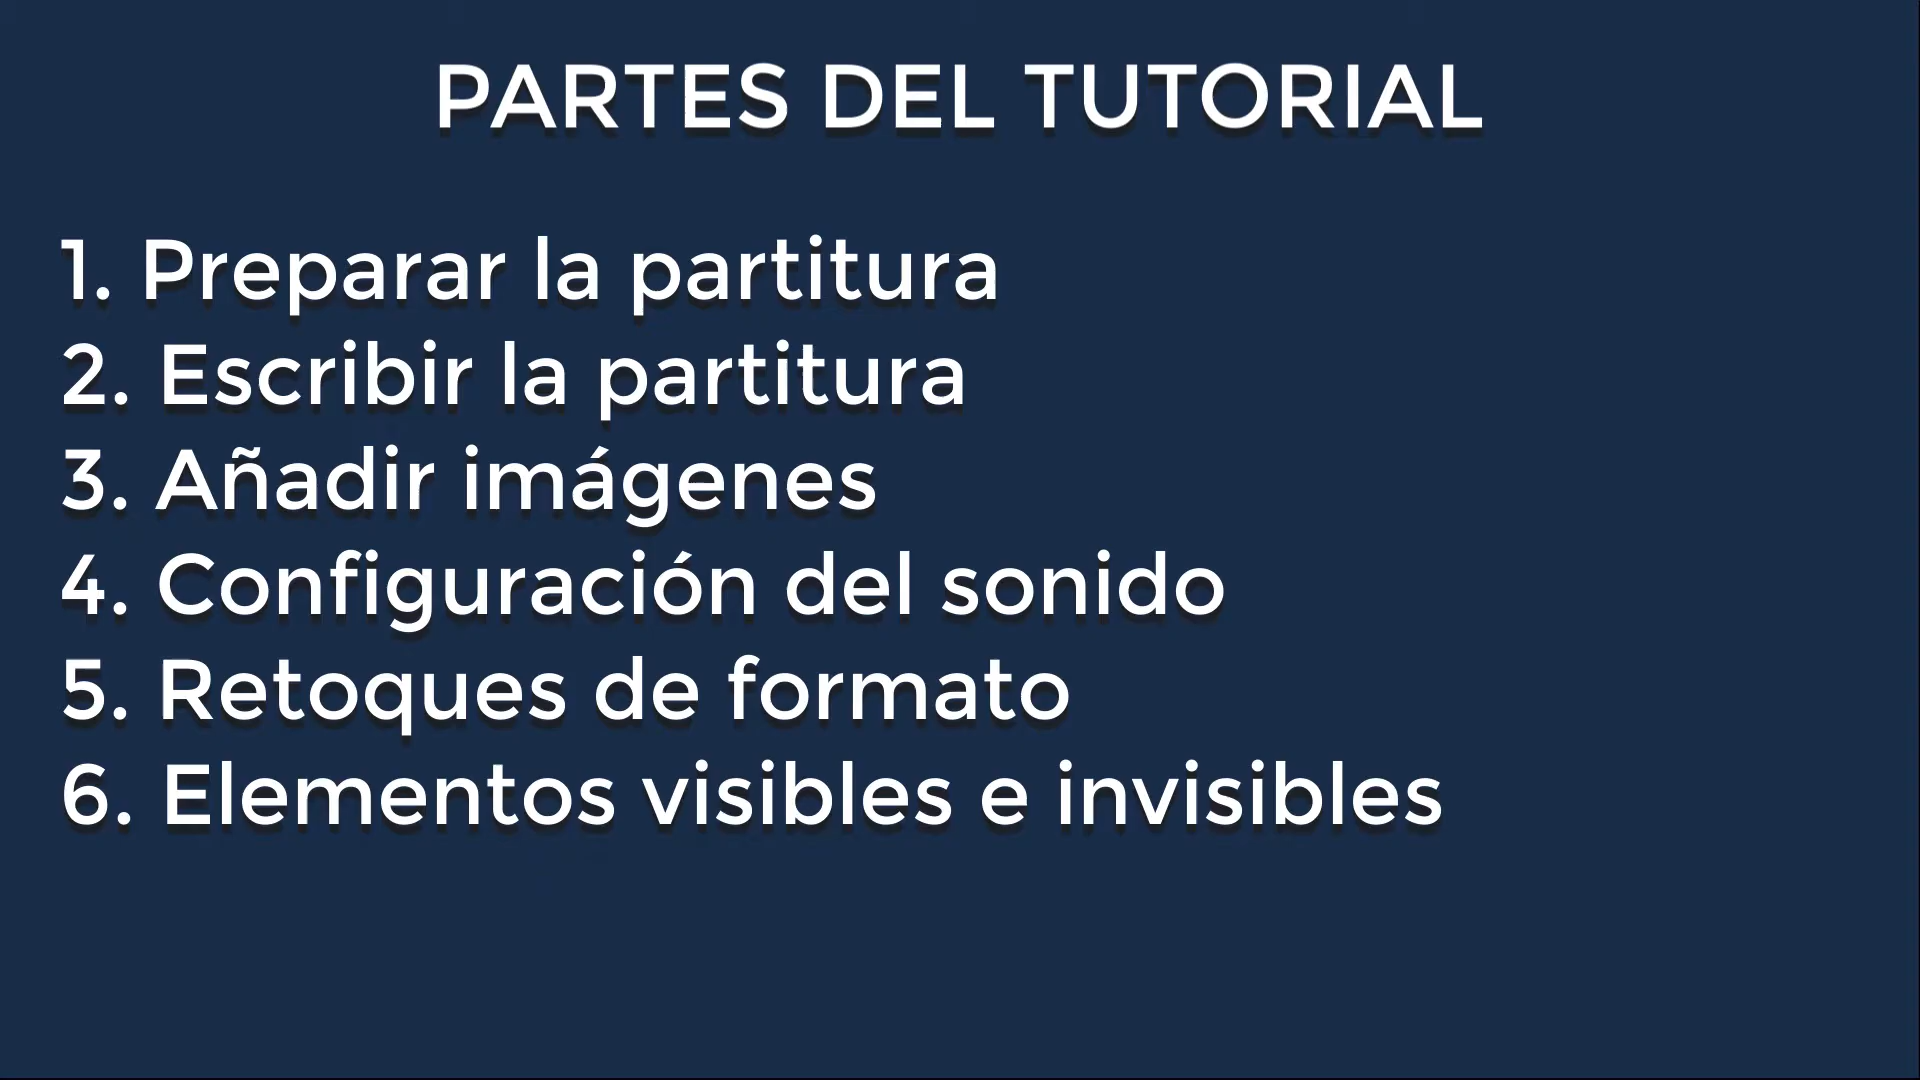 PARTES DEL TUTORIAL
1. Preparar la partitura
2. Escribir la partitura
3. Añadir imágenes
4. Configuración del sonido
5. Retoques de formato
6. Elementos visibles e invisibles